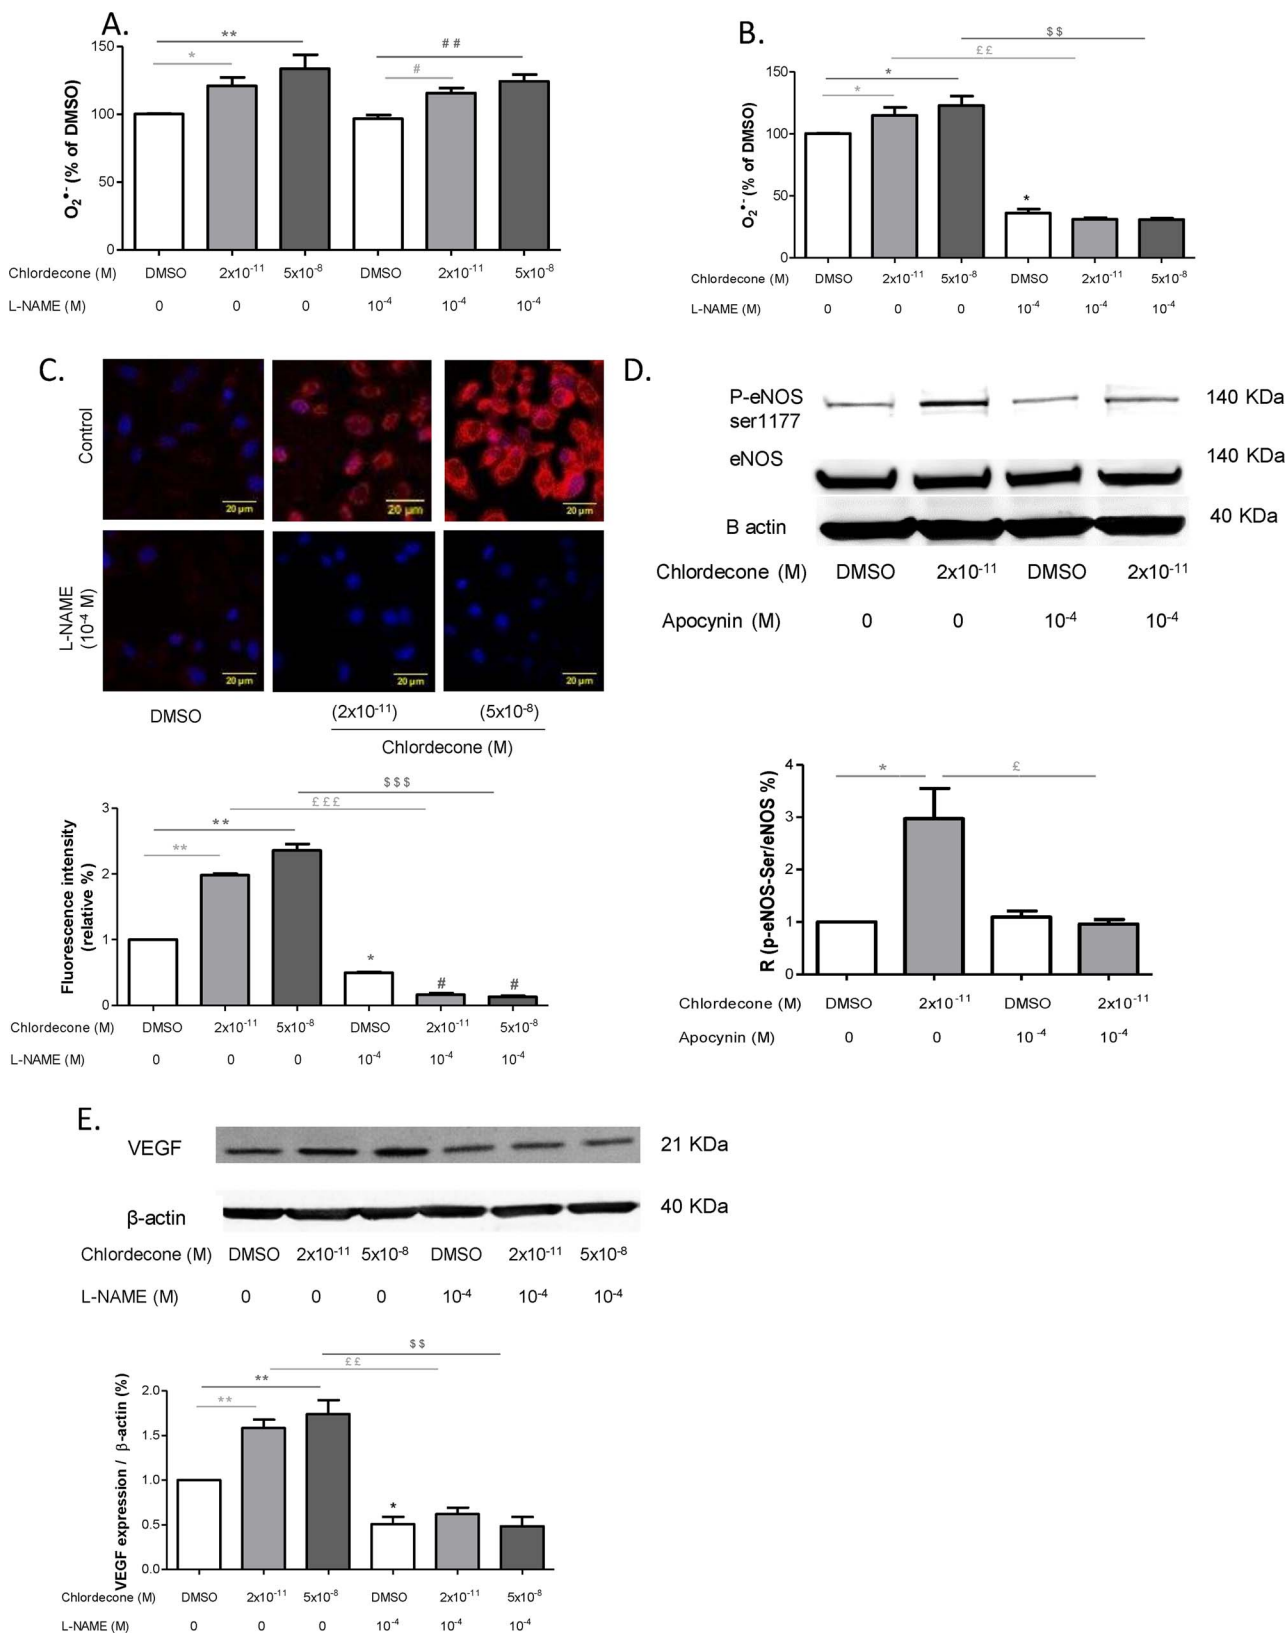 A.
** 
*
# #
#
150
100
50
0
O₂•- (% of DMSO)
Chlordecone (M) DMSO 2x10⁻¹¹ 5x10⁻⁸ DMSO 2x10⁻¹¹ 5x10⁻⁸
L-NAME (M) 0 0 0 10⁻⁴ 10⁻⁴ 10⁻⁴
B.
$ $
£ £
*
*
*
150
100
50
0
O₂•- (% of DMSO)
Chlordecone (M) DMSO 2x10⁻¹¹ 5x10⁻⁸ DMSO 2x10⁻¹¹ 5x10⁻⁸
L-NAME (M) 0 0 0 10⁻⁴ 10⁻⁴ 10⁻⁴
C.
Control
20 µm 20 µm 20 µm
L-NAME
(10⁻⁴ M)
20 µm 20 µm 20 µm
DMSO (2x10⁻¹¹) (5x10⁻⁸)
Chlordecone (M)
$ $ $
£ £ £
**
**
*
# #
3
2
1
0
Fluorescence intensity
(relative %)
Chlordecone (M) DMSO 2x10⁻¹¹ 5x10⁻⁸ DMSO 2x10⁻¹¹ 5x10⁻⁸
L-NAME (M) 0 0 0 10⁻⁴ 10⁻⁴ 10⁻⁴
D.
P-eNOS 140 KDa
ser1177
eNOS 140 KDa
B actin 40 KDa
Chlordecone (M) DMSO 2x10⁻¹¹ DMSO 2x10⁻¹¹
Apocynin (M) 0 0 10⁻⁴ 10⁻⁴
* £
4
3
2
1
0
R (p-eNOS-Ser/eNOS %)
Chlordecone (M) DMSO 2x10⁻¹¹ DMSO 2x10⁻¹¹
Apocynin (M) 0 0 10⁻⁴ 10⁻⁴
E.
VEGF 21 KDa
β-actin 40 KDa
Chlordecone (M) DMSO 2x10⁻¹¹ 5x10⁻⁸ DMSO 2x10⁻¹¹ 5x10⁻⁸
L-NAME (M) 0 0 0 10⁻⁴ 10⁻⁴ 10⁻⁴
$ $
£ £
**
**
*
2.0
1.5
1.0
0.5
0.0
VEGF expression / β-actin (%)
Chlordecone (M) DMSO 2x10⁻¹¹ 5x10⁻⁸ DMSO 2x10⁻¹¹ 5x10⁻⁸
L-NAME (M) 0 0 0 10⁻⁴ 10⁻⁴ 10⁻⁴